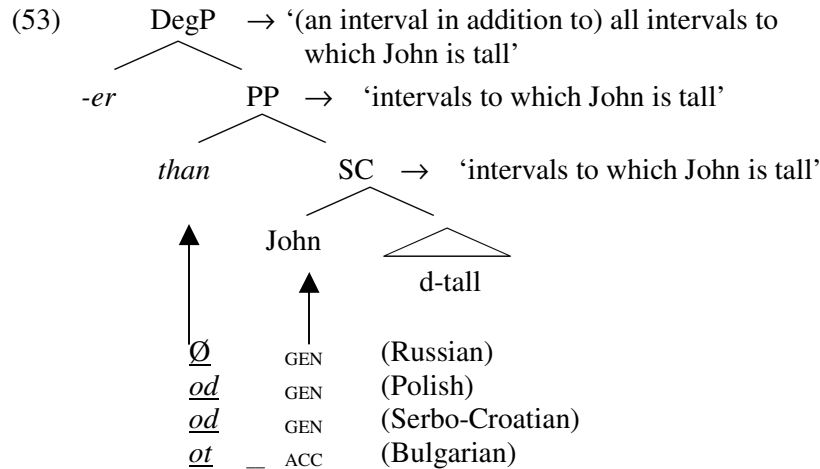 (53) DegP → ‘(an interval in addition to) all intervals to
which John is tall’
-er PP → ‘intervals to which John is tall’
than SC → ‘intervals to which John is tall’
John
d-tall
Ø GEN (Russian)
od GEN (Polish)
od GEN (Serbo-Croatian)
ot _ ACC (Bulgarian)